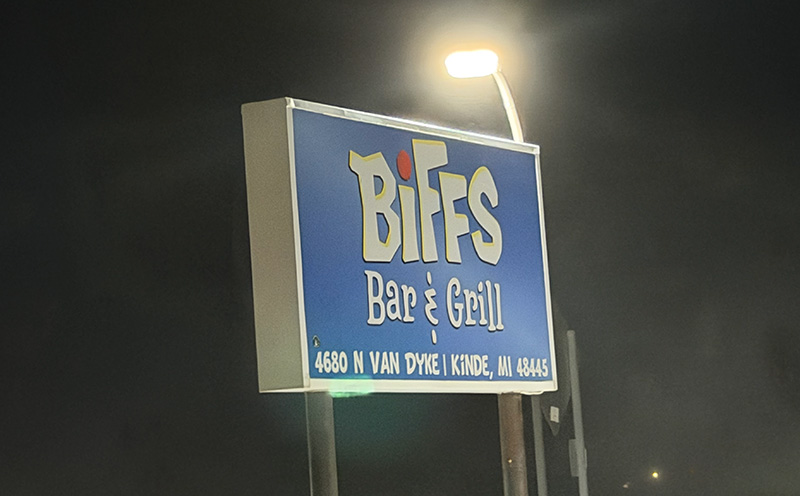 BiFFS
Bar & Grill
4680 N VAN DYKE | KiNDE, MI 48445